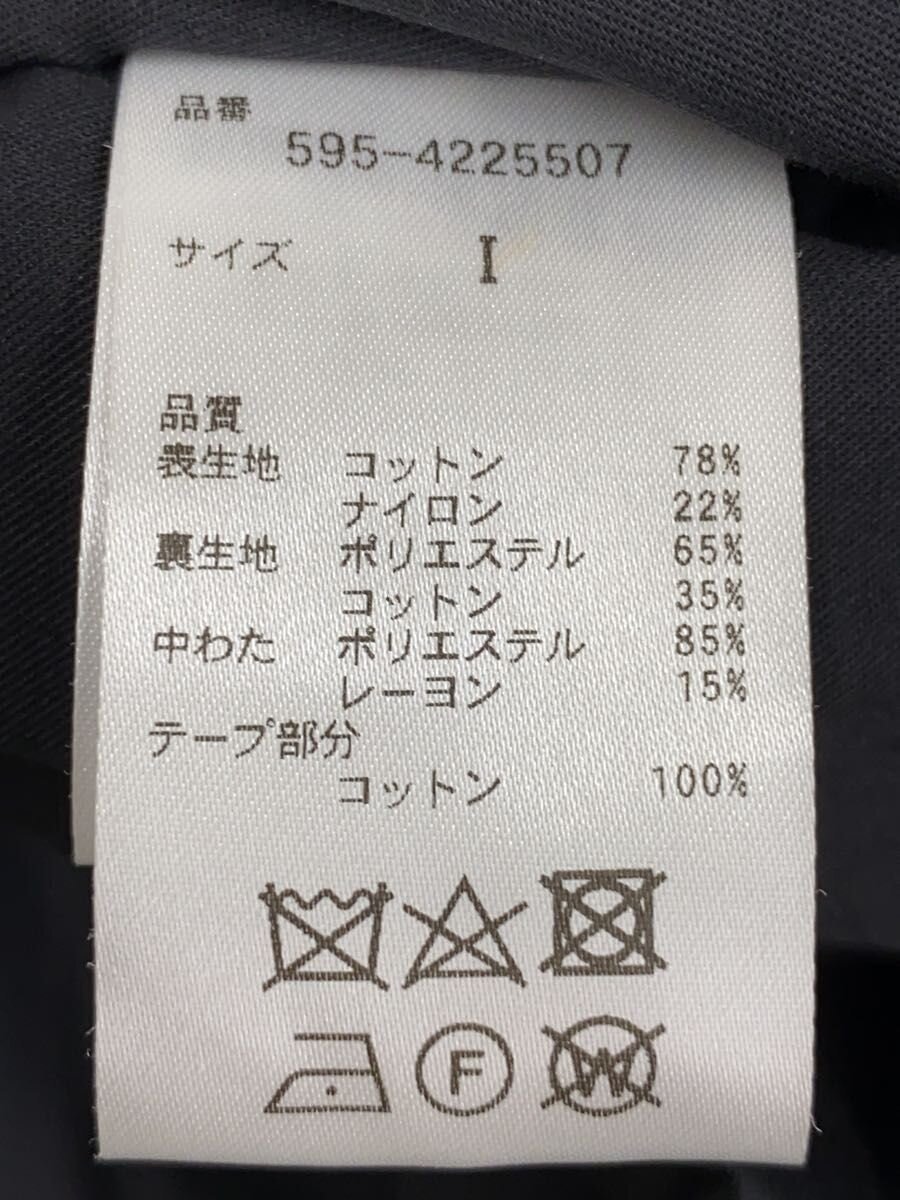 品番
595-4225507
サイズ I
品質
表生地 コットン 78%
ナイロン 22%
裏生地 ポリエステル 65%
コットン 35%
中わた ポリエステル 85%
レーヨン 15%
テープ部分
コットン 100%
F W